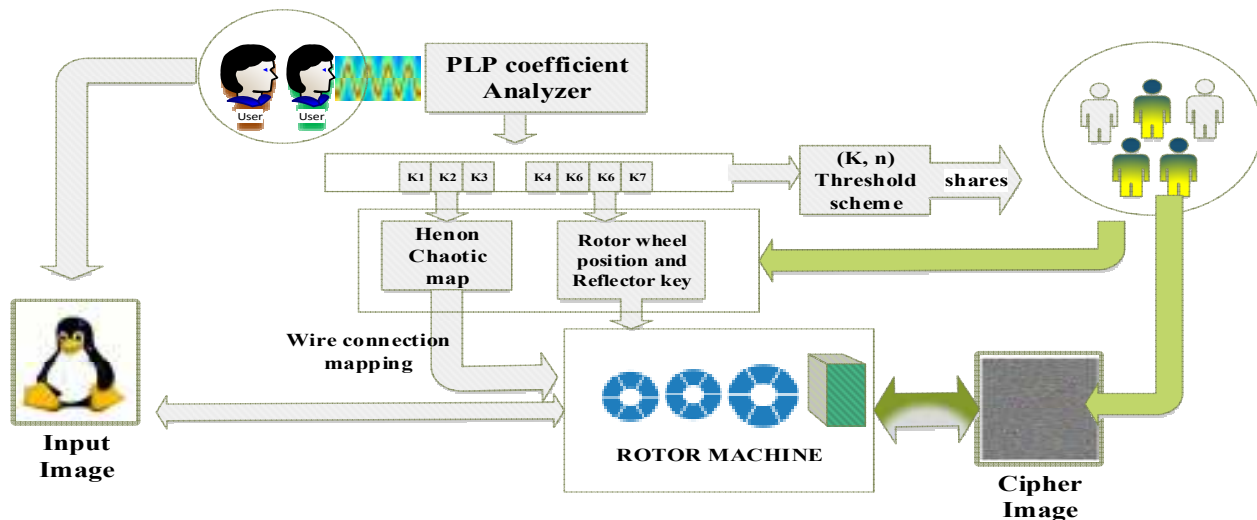 PLP coefficient
Analyzer
User
User
K1 K2 K3 K4 K6 K6 K7
(K, n)
Threshold
scheme
shares
Henon
Chaotic
map
Rotor wheel
position and
Reflector key
Wire connection
mapping
ROTOR MACHINE
Input
Image
Cipher
Image